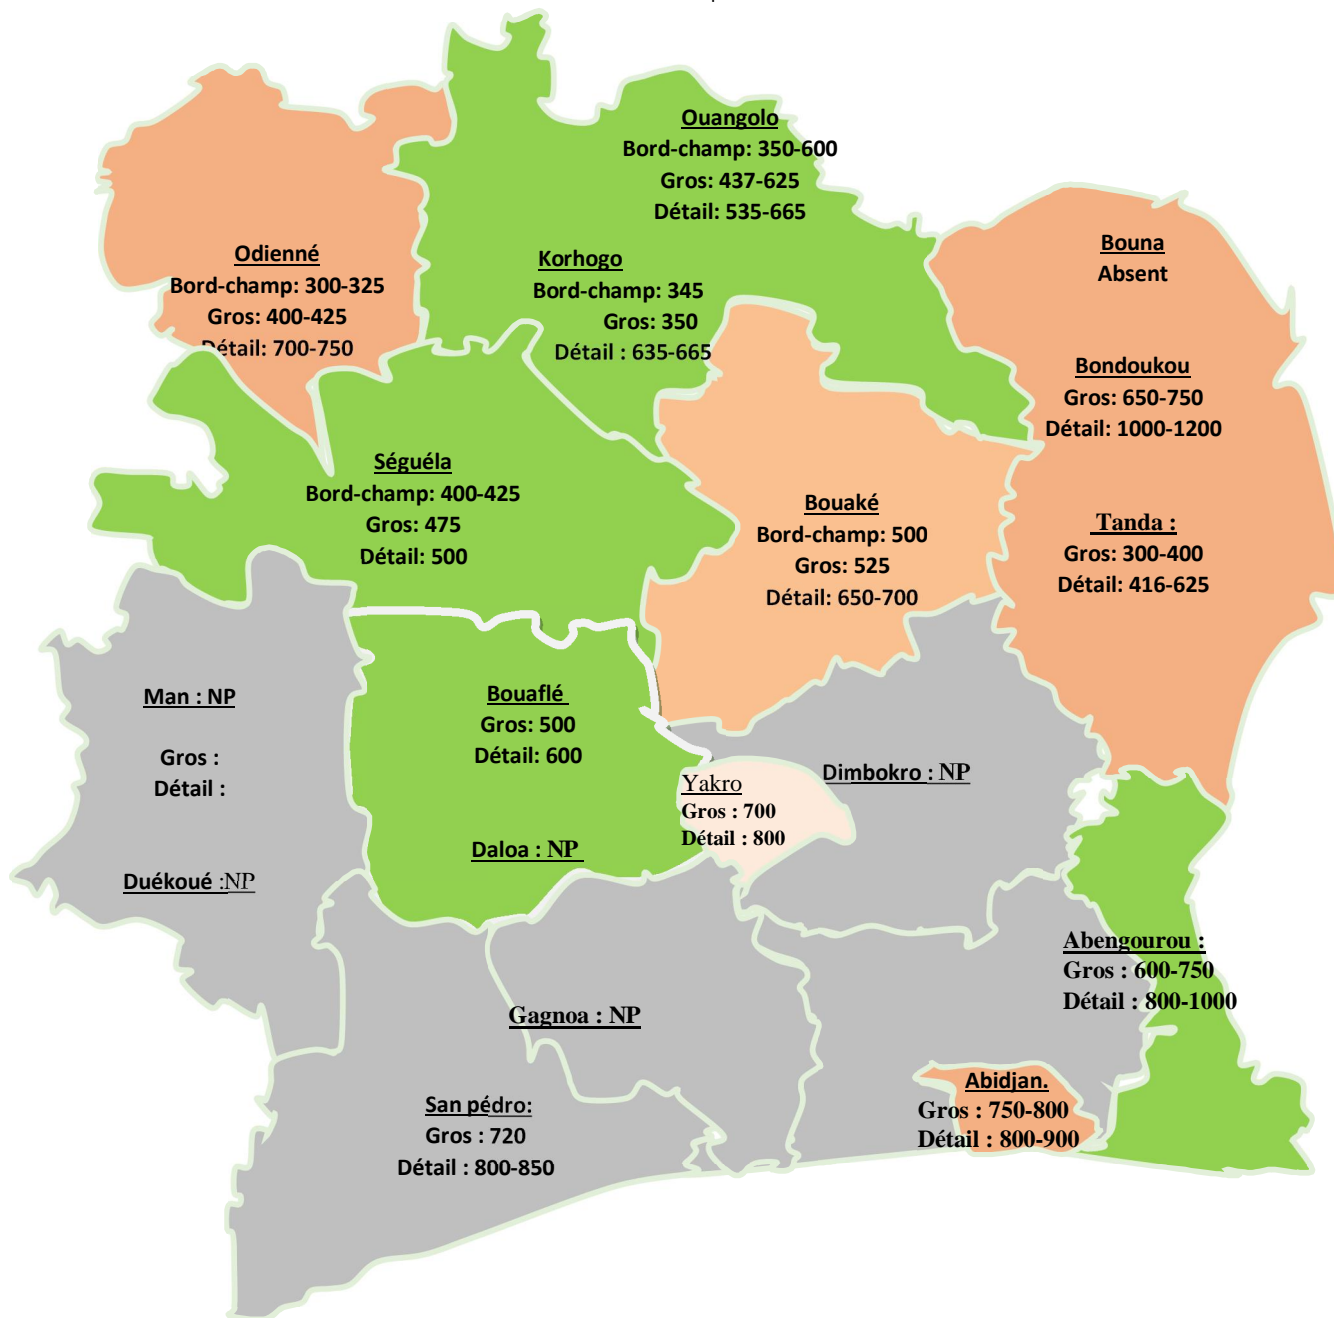 Ouangolo
Bord-champ: 350-600
Gros: 437-625
Détail: 535-665
Odienné
Bord-champ: 300-325
Gros: 400-425
Détail: 700-750
Korhogo
Bord-champ: 345
Gros: 350
Détail : 635-665
Bouna
Absent
Bondoukou
Gros: 650-750
Détail: 1000-1200
Séguéla
Bord-champ: 400-425
Gros: 475
Détail: 500
Bouaké
Bord-champ: 500
Gros: 525
Détail: 650-700
Tanda :
Gros: 300-400
Détail: 416-625
Man : NP
Gros :
Détail :
Bouaflé
Gros: 500
Détail: 600
Yakro
Gros : 700
Détail : 800
Dimbokro : NP
Daloa : NP
Duékoué :NP
Abengourou :
Gros : 600-750
Détail : 800-1000
Gagnoa : NP
San pédro:
Gros : 720
Détail : 800-850
Abidjan.
Gros : 750-800
Détail : 800-900